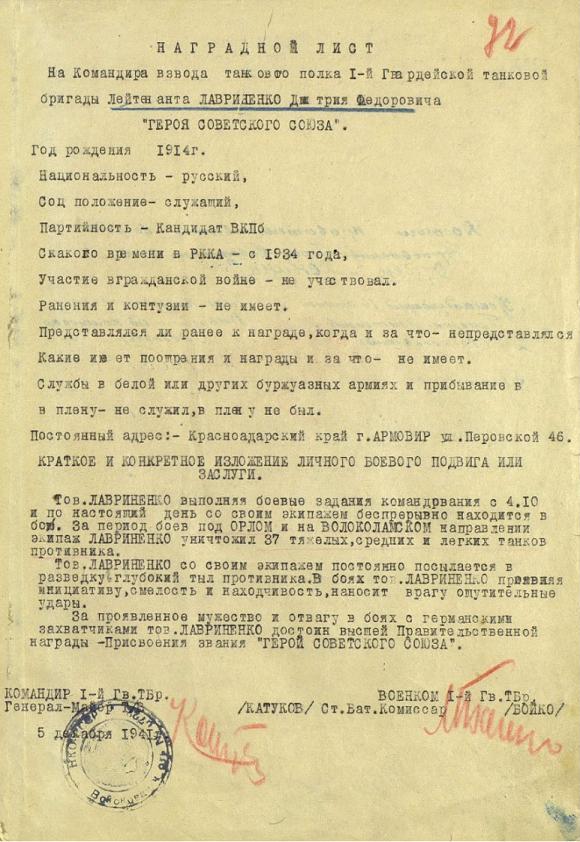 92
НАГРАДНОЙ ЛИСТ
На Командира взвода танковго полка I-й Гвардейской танковой
бригады Лейтенанта ЛАВРИНЕНКО Дмитрия Федоровича
"ГЕРОЯ СОВЕТСКОГО СОЮЗА".
Год рождения 1914г.
Национальность - русский,
Соц положение- служащий,
Партийность - Кандидат ВКПб
Скакого времени в РККА - с 1934 года,
Участие вгражданской войне - не участвовал.
Ранения и контузии - не имеет.
Представлялся ли ранее к награде,когда и за что- непредставлялся
Какие имеет поощрения и награды и за что- не имеет.
Службы в белой или других буржуазных армиях и прибывание в
в плену- не служил,в плену не был.
Постоянный адрес:- Красноадарский край г.АРМОВИР ул.Перовской 46.
КРАТКОЕ И КОНКРЕТНОЕ ИЗЛОЖЕНИЕ ЛИЧНОГО БОЕВОГО ПОДВИГА ИЛИ
ЗАСЛУГИ.
Тов.ЛАВРИНЕНКО выполняя боевые задания командрвания с 4.10
и по настоящий день со своим экипажем беспрерывно находится в
бою. За период боев под ОРЛОМ и на ВОЛОКОЛАМСКОМ направлении
экипаж ЛАВРИНЕНКО уничтожил 37 тяжелых,средних и легких танков
противника.
Тов.ЛАВРИНЕНКО со своим экипажем постоянно посылается в
разведку-глубокий тыл противника.В боях тов.ЛАВРИНЕНКО проявляя
инициативу,смелость и находчивость,наносит врагу ощутительные
удары.
За проявленное мужество и отвагу в боях с германскими
захватчиками тов.ЛАВРИНЕНКО достоин высшей Правительственной
награды -Присвоения звания "ГЕРОЙ СОВЕТСКОГО СОЮЗА".
КОМАНДИР I-й Гв.ТБр. ВОЕНКОМ I-й Гв.ТБр.
Генерал-Майор Т/В /КАТУКОВ/ Ст.Бат.Комиссар /БОЙКО/
5 декабря 1941г.